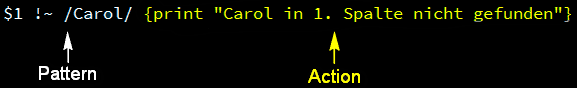 $1 !~ /Carol/ {print "Carol in 1. Spalte nicht gefunden"}
Pattern
Action